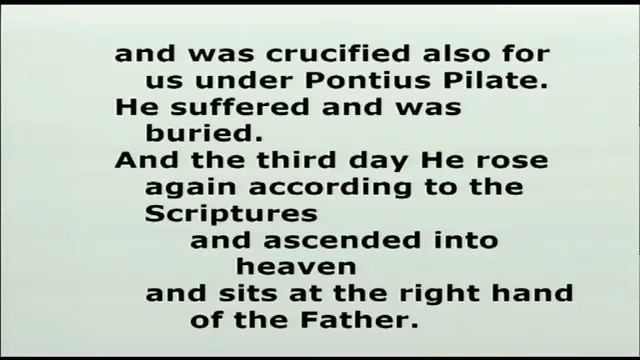 and was crucified also for
us under Pontius Pilate.
He suffered and was
buried.
And the third day He rose
again according to the
Scriptures
and ascended into
heaven
and sits at the right hand
of the Father.